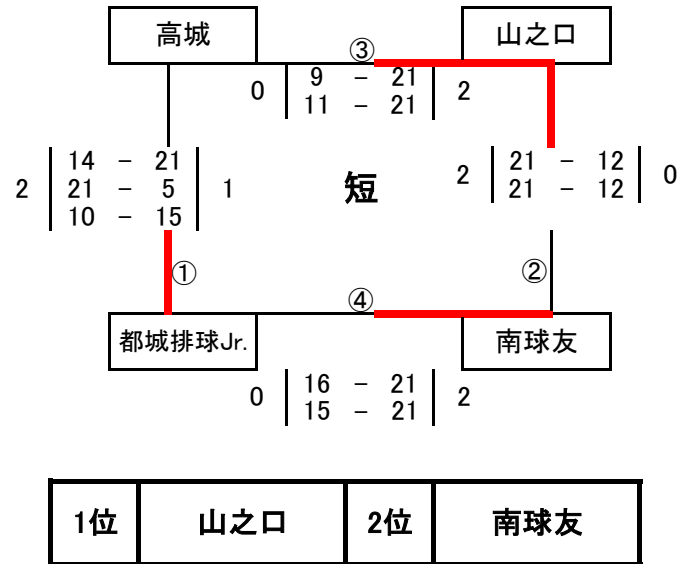 高城
山之口
③
0 9 - 21 2
11 - 21
2 14 - 21 1
21 - 5
10 - 15
短
2 21 - 12 0
21 - 12
①
②
④
都城排球Jr.
南球友
0 16 - 21 2
15 - 21
1位 山之口 2位 南球友